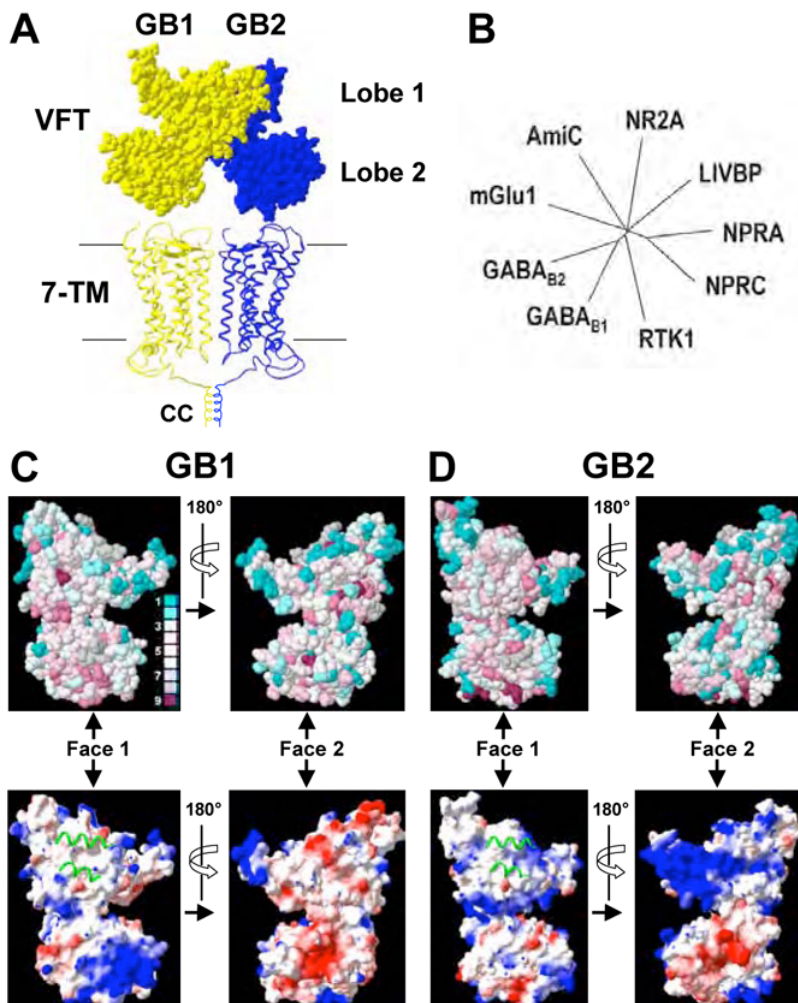 A
GB1 GB2
VFT
Lobe 1
Lobe 2
7-TM
CC
B
NR2A
AmiC
LIVBP
mGlu1
NPRA
GABAB2
NPRC
GABAB1
RTK1
C GB1 D GB2
180° 180°
1
3
5
7
9
Face 1 Face 2 Face 1 Face 2
180° 180°